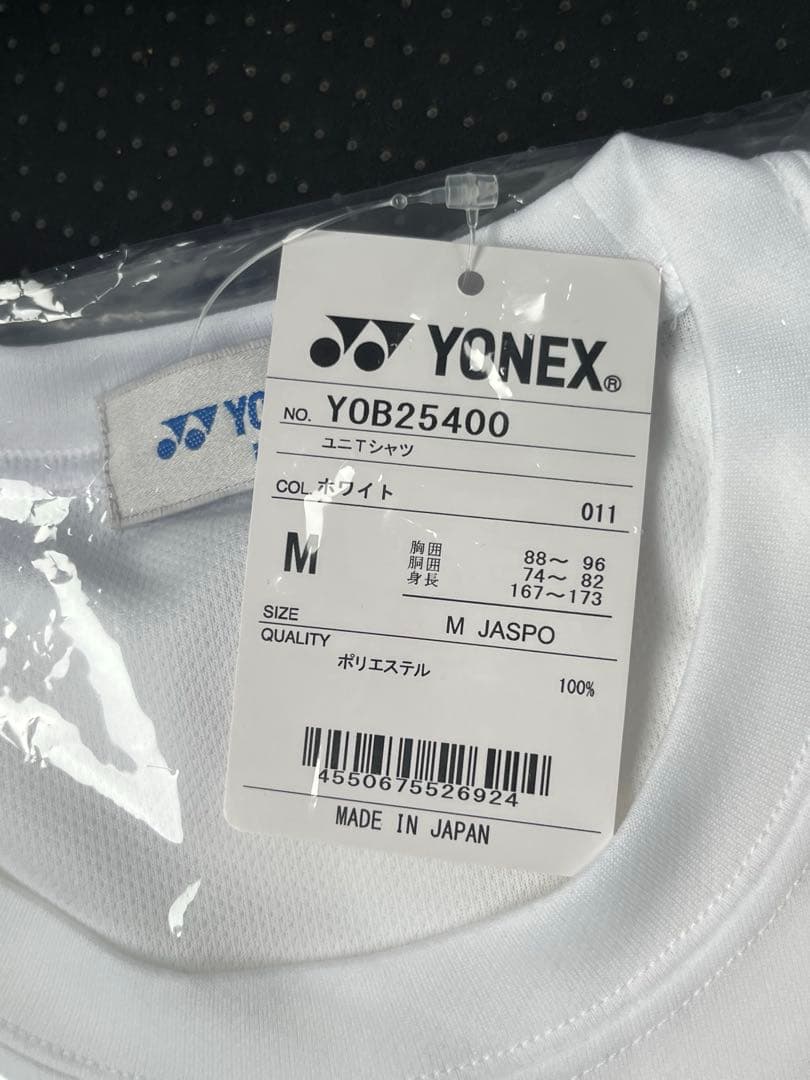 YONEX®
NO. YOB25400
ユニTシャツ
COL. ホワイト 011
M
胸囲 88〜 96
胴囲 74〜 82
身長 167〜173
SIZE M JASPO
QUALITY
ポリエステル 100%
4550675526924
MADE IN JAPAN
YO